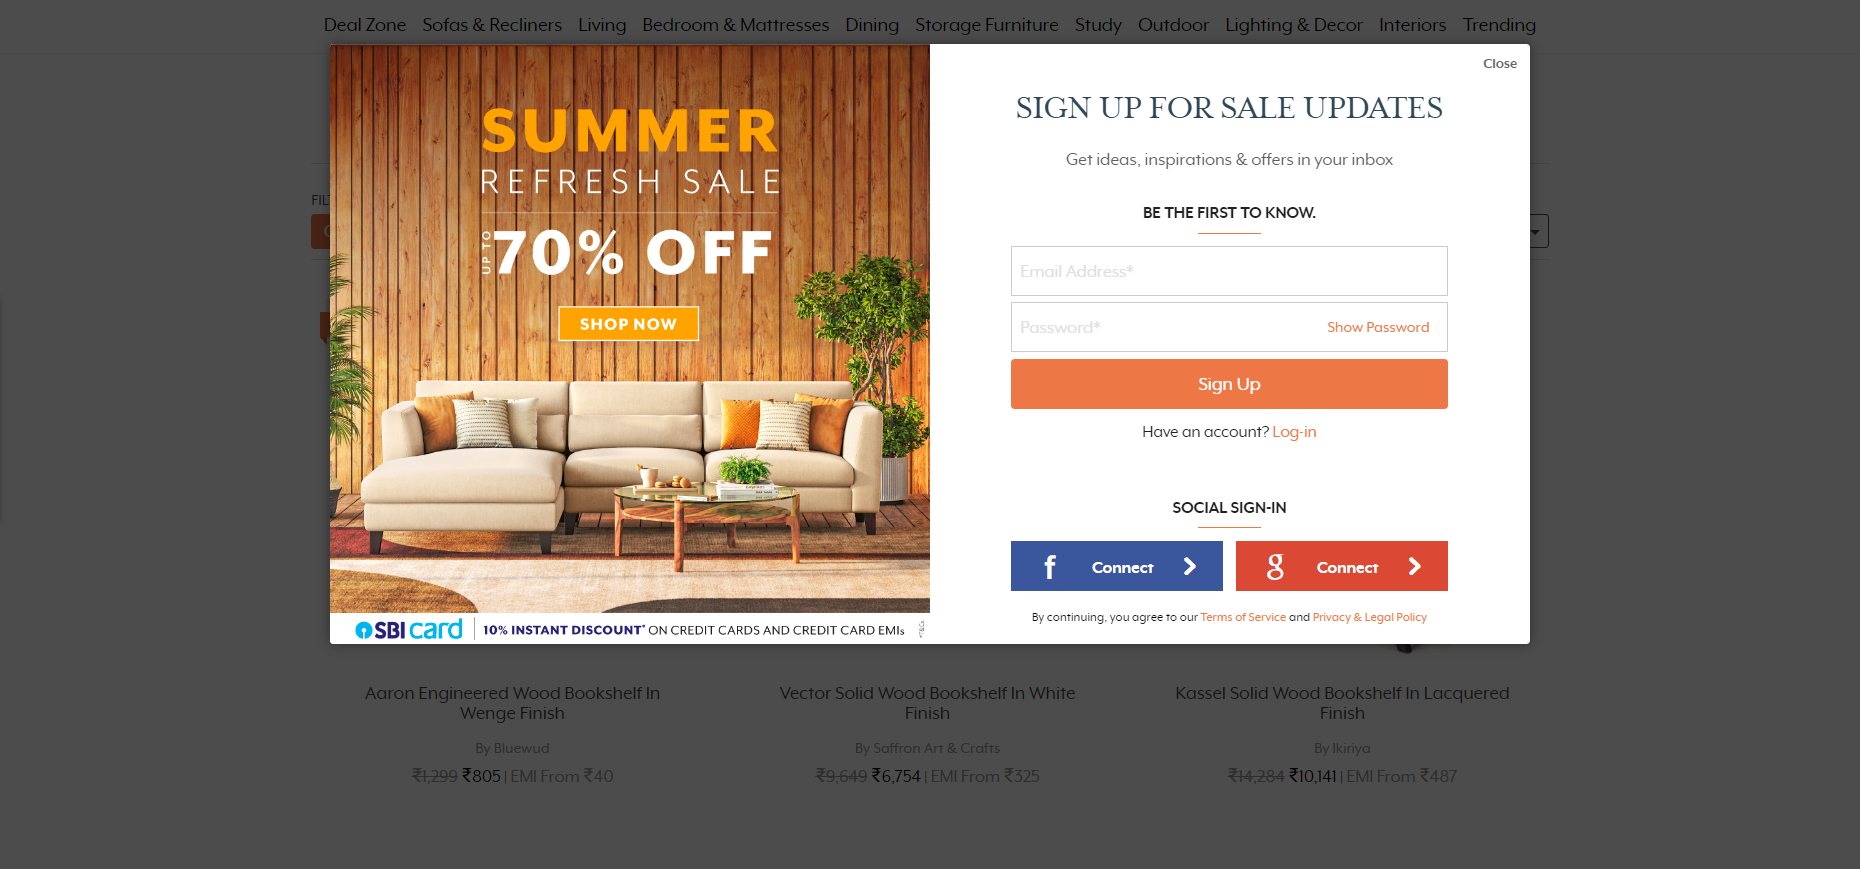 Deal Zone Sofas & Recliners Living Bedroom & Mattresses Dining Storage Furniture Study Outdoor Lighting & Decor Interiors Trending
SUMMER
REFRESH SALE
UP TO 70% OFF
SHOP NOW
SBI card 10% INSTANT DISCOUNT* ON CREDIT CARDS AND CREDIT CARD EMIs *T&Cs
Close
SIGN UP FOR SALE UPDATES
Get ideas, inspirations & offers in your inbox
BE THE FIRST TO KNOW.
Email Address*
Password* Show Password
Sign Up
Have an account? Log-in
SOCIAL SIGN-IN
f Connect
g Connect
By continuing, you agree to our Terms of Service and Privacy & Legal Policy
Aaron Engineered Wood Bookshelf In
Wenge Finish
By Bluewud
₹1,299 ₹805 | EMI From ₹40
Vector Solid Wood Bookshelf In White
Finish
By Saffron Art & Crafts
₹9,649 ₹6,754 | EMI From ₹325
Kassel Solid Wood Bookshelf In Lacquered
Finish
By Ikiriya
₹14,284 ₹10,141 | EMI From ₹487